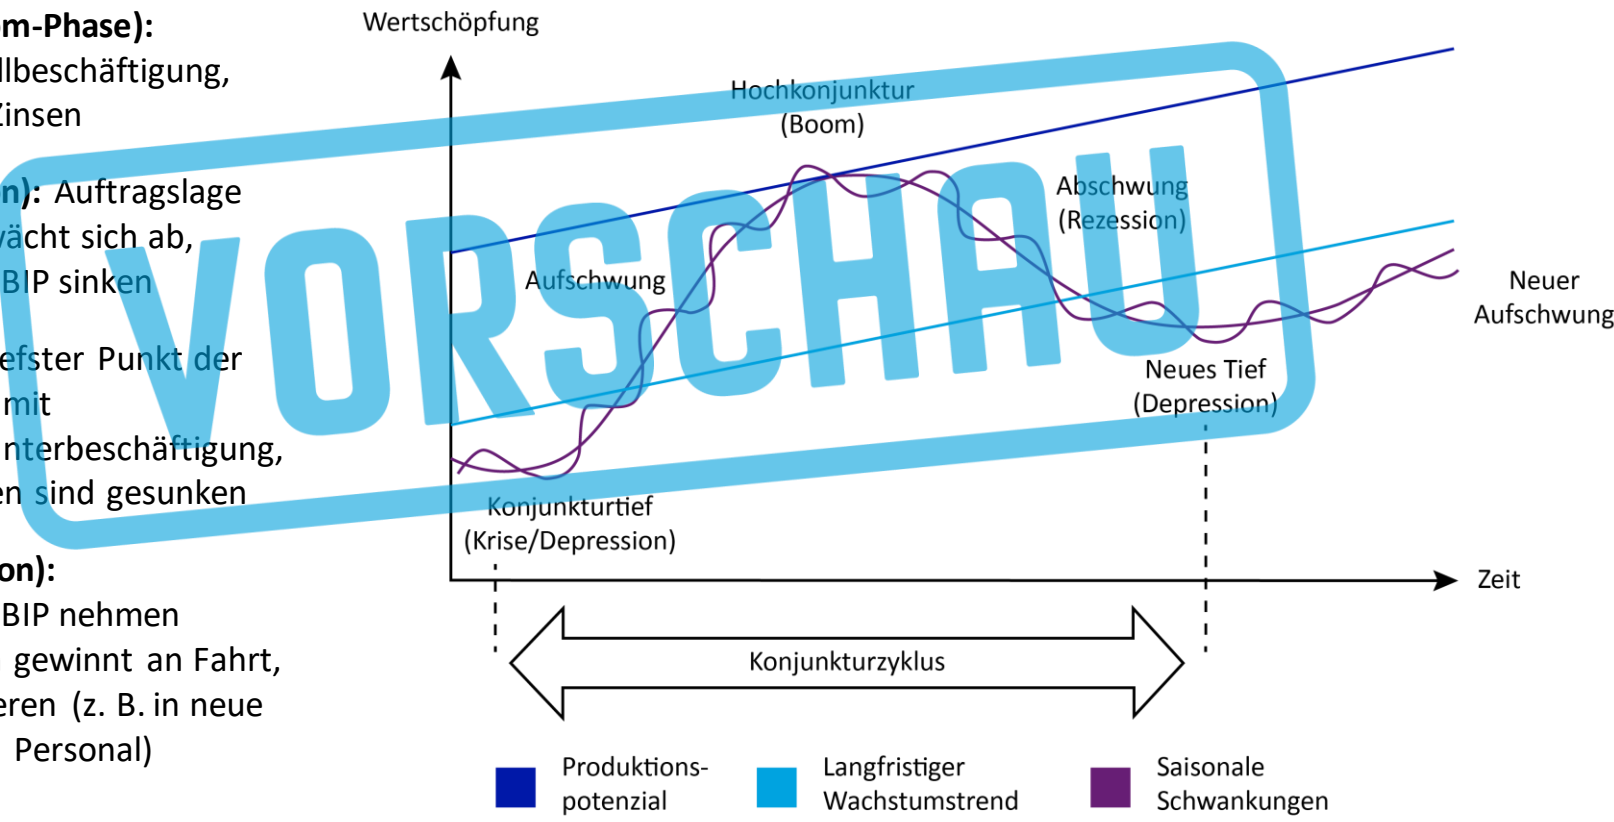 om-Phase):
llbeschäftigung,
Zinsen
n): Auftragslage
ächt sich ab,
BIP sinken
efster Punkt der
mit
nterbeschäftigung,
en sind gesunken
on):
BIP nehmen
gewinnt an Fahrt,
eren (z. B. in neue
Personal)
Wertschöpfung
Hochkonjunktur
(Boom)
Abschwung
(Rezession)
Aufschwung
Neuer
Aufschwung
Neues Tief
(Depression)
Konjunkturtief
(Krise/Depression)
Zeit
Konjunkturzyklus
Produktions-
potenzial
Langfristiger
Wachstumstrend
Saisonale
Schwankungen
VORSCHAU